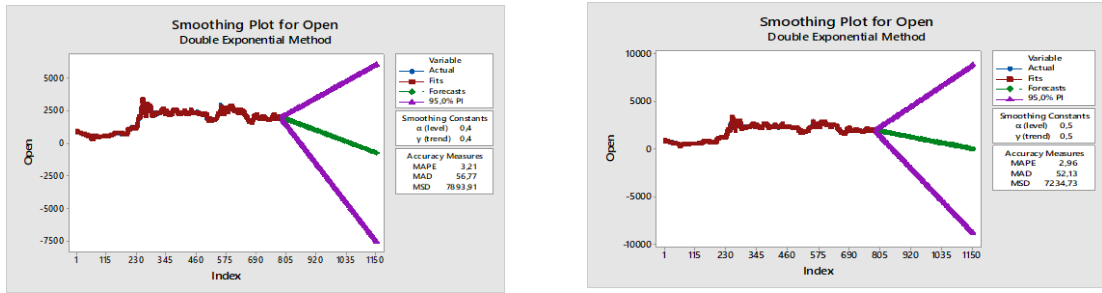 Smoothing Plot for Open
Double Exponential Method
Open
5000
2500
0
-2500
-5000
-7500
1 115 230 345 460 575 690 805 920 1035 1150
Index
Variable
Actual
Fits
Forecasts
95,0% PI
Smoothing Constants
α (level) 0,4
γ (trend) 0,4
Accuracy Measures
MAPE 3,21
MAD 56,77
MSD 7893,91
Smoothing Plot for Open
Double Exponential Method
Open
10000
5000
0
-5000
-10000
1 115 230 345 460 575 690 805 920 1035 1150
Index
Variable
Actual
Fits
Forecasts
95,0% PI
Smoothing Constants
α (level) 0,5
γ (trend) 0,5
Accuracy Measures
MAPE 2,96
MAD 52,13
MSD 7234,73